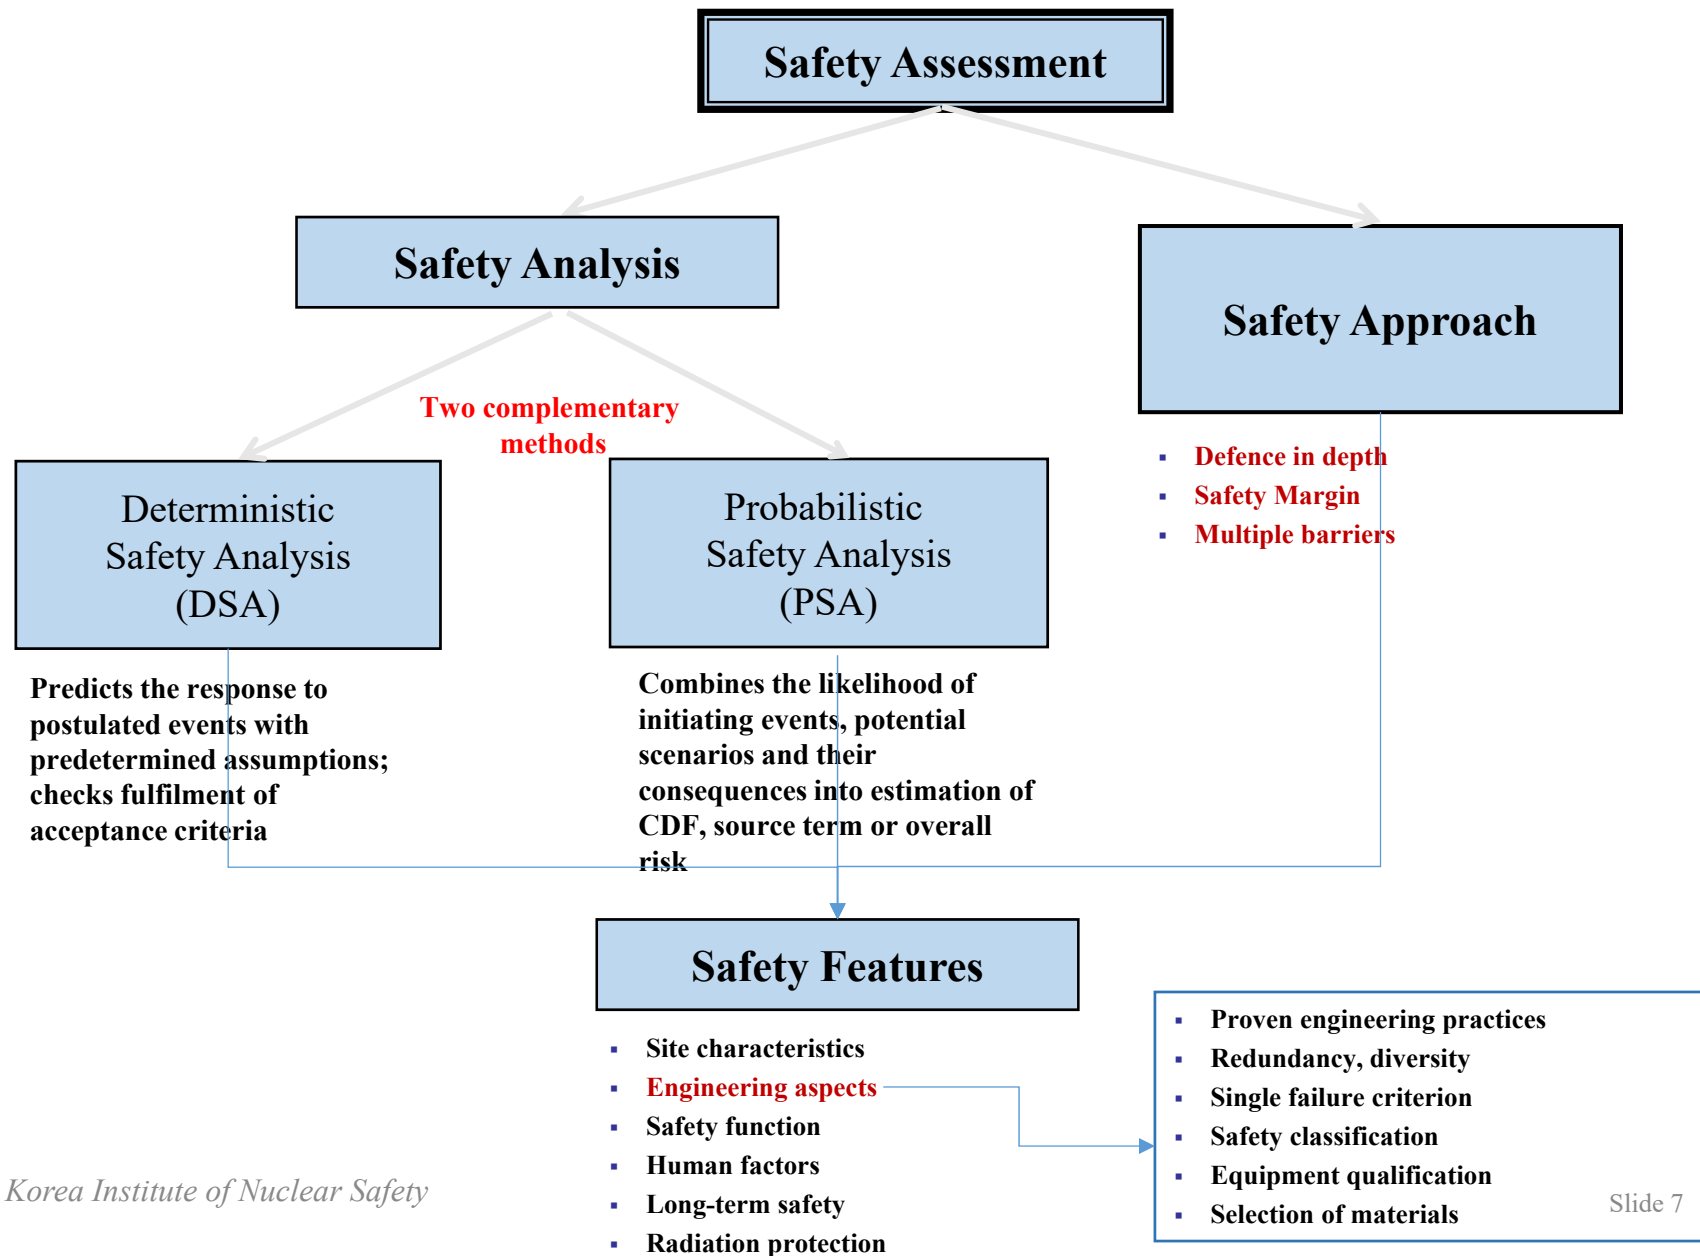 Safety Assessment
Safety Analysis
Safety Approach
Two complementary
methods
▪ Defence in depth
▪ Safety Margin
▪ Multiple barriers
Deterministic
Safety Analysis
(DSA)
Probabilistic
Safety Analysis
(PSA)
Predicts the response to
postulated events with
predetermined assumptions;
checks fulfilment of
acceptance criteria
Combines the likelihood of
initiating events, potential
scenarios and their
consequences into estimation of
CDF, source term or overall
risk
Safety Features
▪ Site characteristics
▪ Engineering aspects
▪ Safety function
▪ Human factors
▪ Long-term safety
▪ Radiation protection
▪ Proven engineering practices
▪ Redundancy, diversity
▪ Single failure criterion
▪ Safety classification
▪ Equipment qualification
▪ Selection of materials
Korea Institute of Nuclear Safety
Slide 7